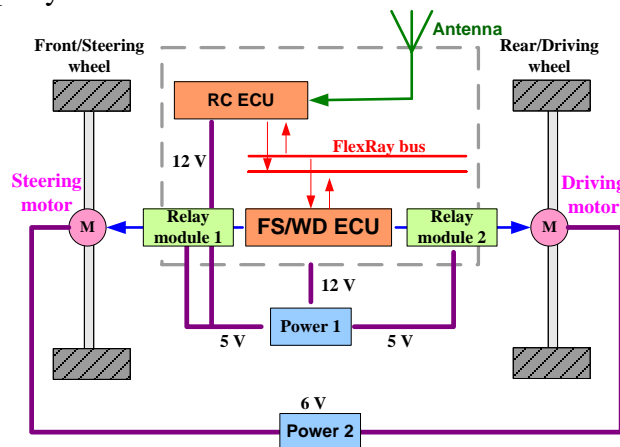 Antenna
Front/Steering
wheel
Rear/Driving
wheel
RC ECU
FlexRay bus
12 V
Steering
motor
Driving
motor
M
Relay
module 1
FS/WD ECU
Relay
module 2
M
12 V
Power 1
5 V
5 V
6 V
Power 2